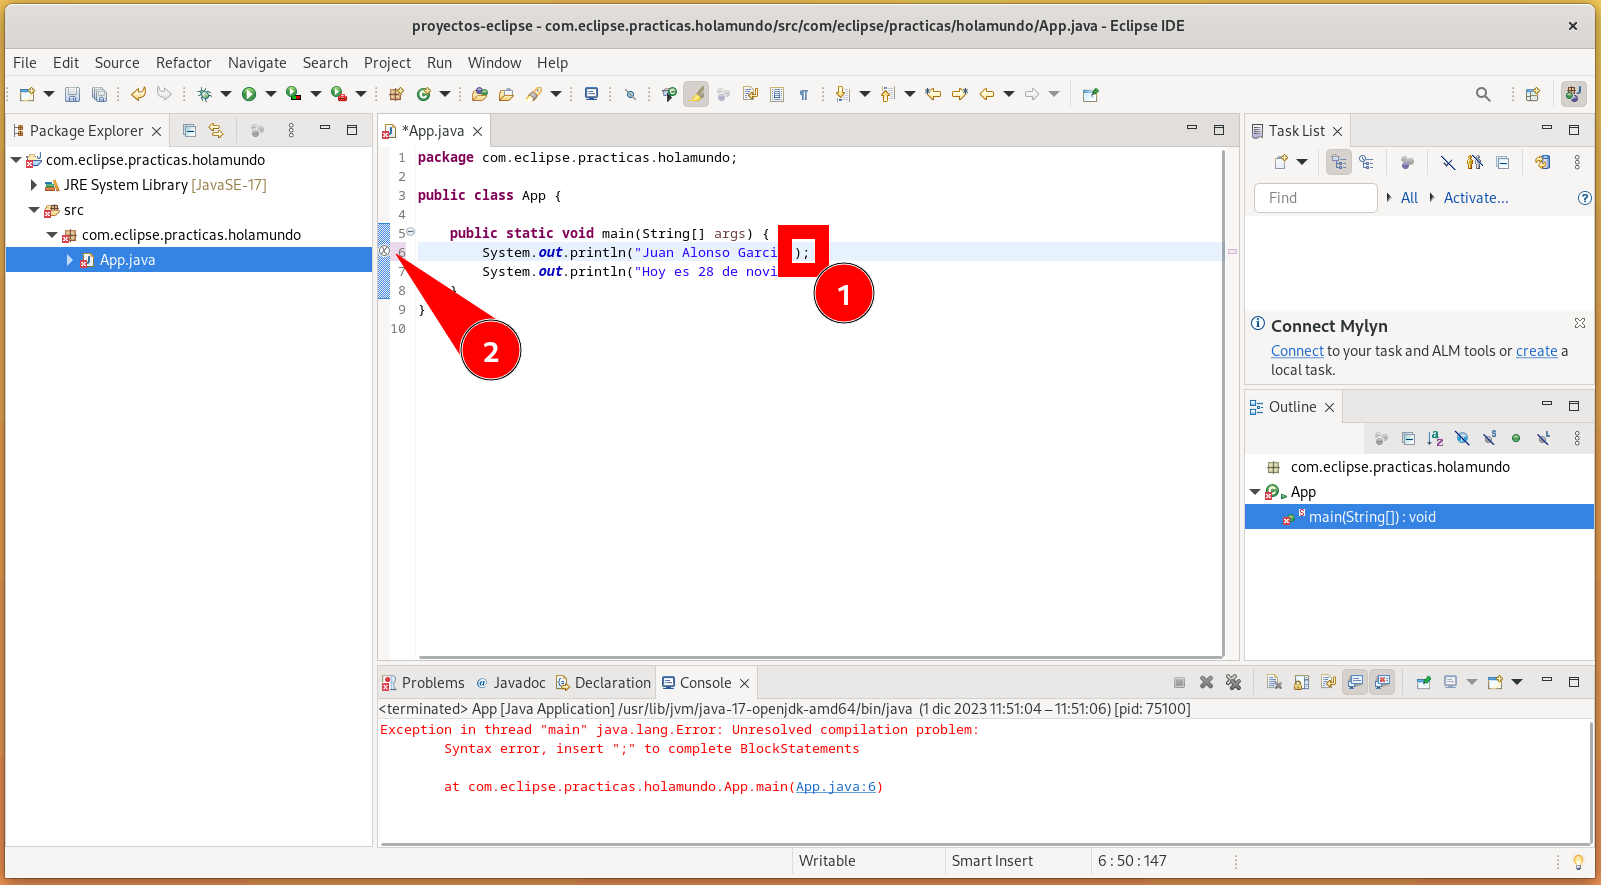 proyectos-eclipse - com.eclipse.practicas.holamundo/src/com/eclipse/practicas/holamundo/App.java - Eclipse IDE
File Edit Source Refactor Navigate Search Project Run Window Help
Package Explorer
com.eclipse.practicas.holamundo
JRE System Library [JavaSE-17]
src
com.eclipse.practicas.holamundo
App.java
*App.java
1 package com.eclipse.practicas.holamundo;
2
3 public class App {
4
5 public static void main(String[] args) {
6 System.out.println("Juan Alonso Garci );
7 System.out.println("Hoy es 28 de novi
8 }
9 }
10
1
2
Task List
Find All Activate...
Connect Mylyn
Connect to your task and ALM tools or create a
local task.
Outline
com.eclipse.practicas.holamundo
App
main(String[]) : void
Problems Javadoc Declaration Console
<terminated> App [Java Application] /usr/lib/jvm/java-17-openjdk-amd64/bin/java (1 dic 2023 11:51:04 – 11:51:06) [pid: 75100]
Exception in thread "main" java.lang.Error: Unresolved compilation problem:
Syntax error, insert ";" to complete BlockStatements
at com.eclipse.practicas.holamundo.App.main(App.java:6)
Writable Smart Insert 6 : 50 : 147